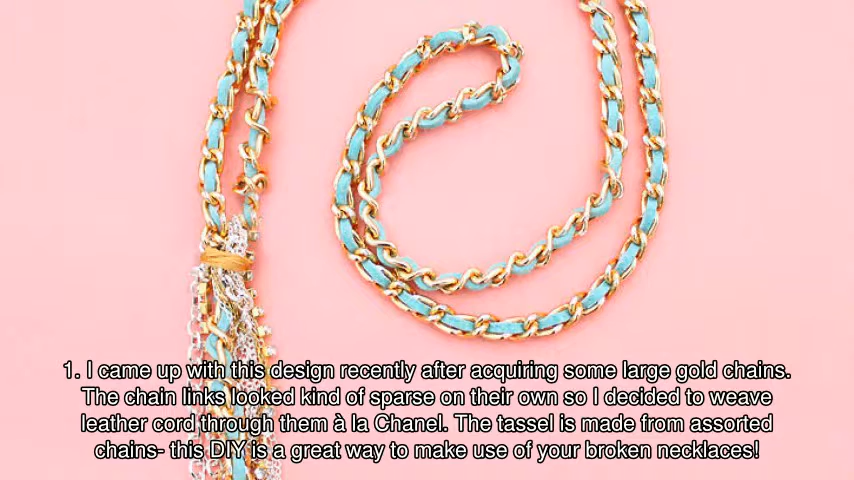 1. I came up with this design recently after acquiring some large gold chains.
The chain links looked kind of sparse on their own so I decided to weave
leather cord through them à la Chanel. The tassel is made from assorted
chains- this DIY is a great way to make use of your broken necklaces!